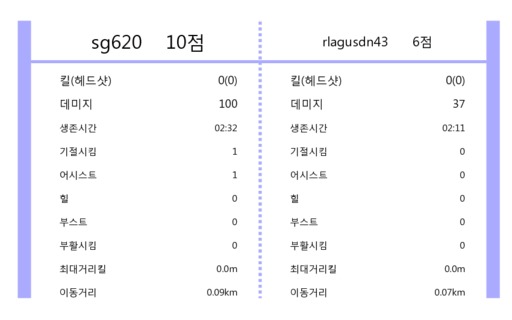 sg620 10점 rlagusdn43 6점
킬(헤드샷) 0(0) 킬(헤드샷) 0(0)
데미지 100 데미지 37
생존시간 02:32 생존시간 02:11
기절시킴 1 기절시킴 0
어시스트 1 어시스트 0
힐 0 힐 0
부스트 0 부스트 0
부활시킴 0 부활시킴 0
최대거리킬 0.0m 최대거리킬 0.0m
이동거리 0.09km 이동거리 0.07km